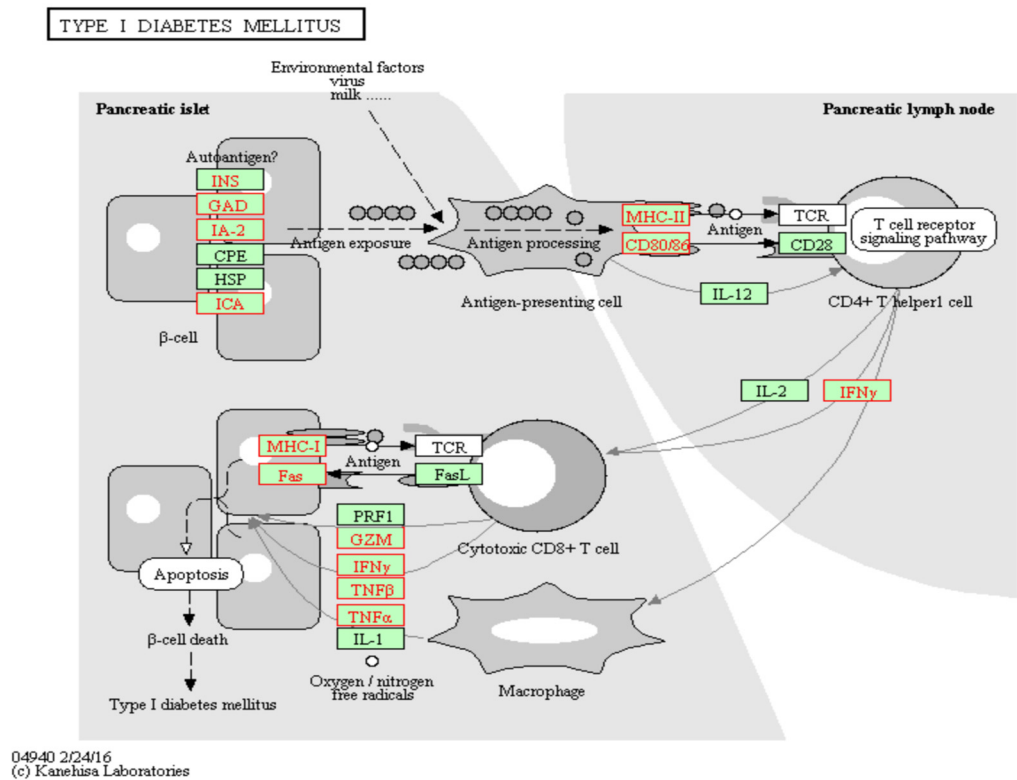 TYPE I DIABETES MELLITUS
Environmental factors
virus
milk ......
Pancreatic islet
Pancreatic lymph node
Autoantigen?
INS
GAD
IA-2
CPE
HSP
ICA
β-cell
Antigen exposure
Antigen processing
Antigen-presenting cell
MHC-II
CD80/86
Antigen
TCR
CD28
T cell receptor
signaling pathway
IL-12
CD4+ T helper1 cell
IL-2
IFNγ
MHC-I
Fas
Antigen
TCR
FasL
PRF1
GZM
IFNγ
TNFβ
TNFα
IL-1
Oxygen / nitrogen
free radicals
Cytotoxic CD8+ T cell
Macrophage
Apoptosis
β-cell death
Type I diabetes mellitus
04940 2/24/16
(c) Kanehisa Laboratories